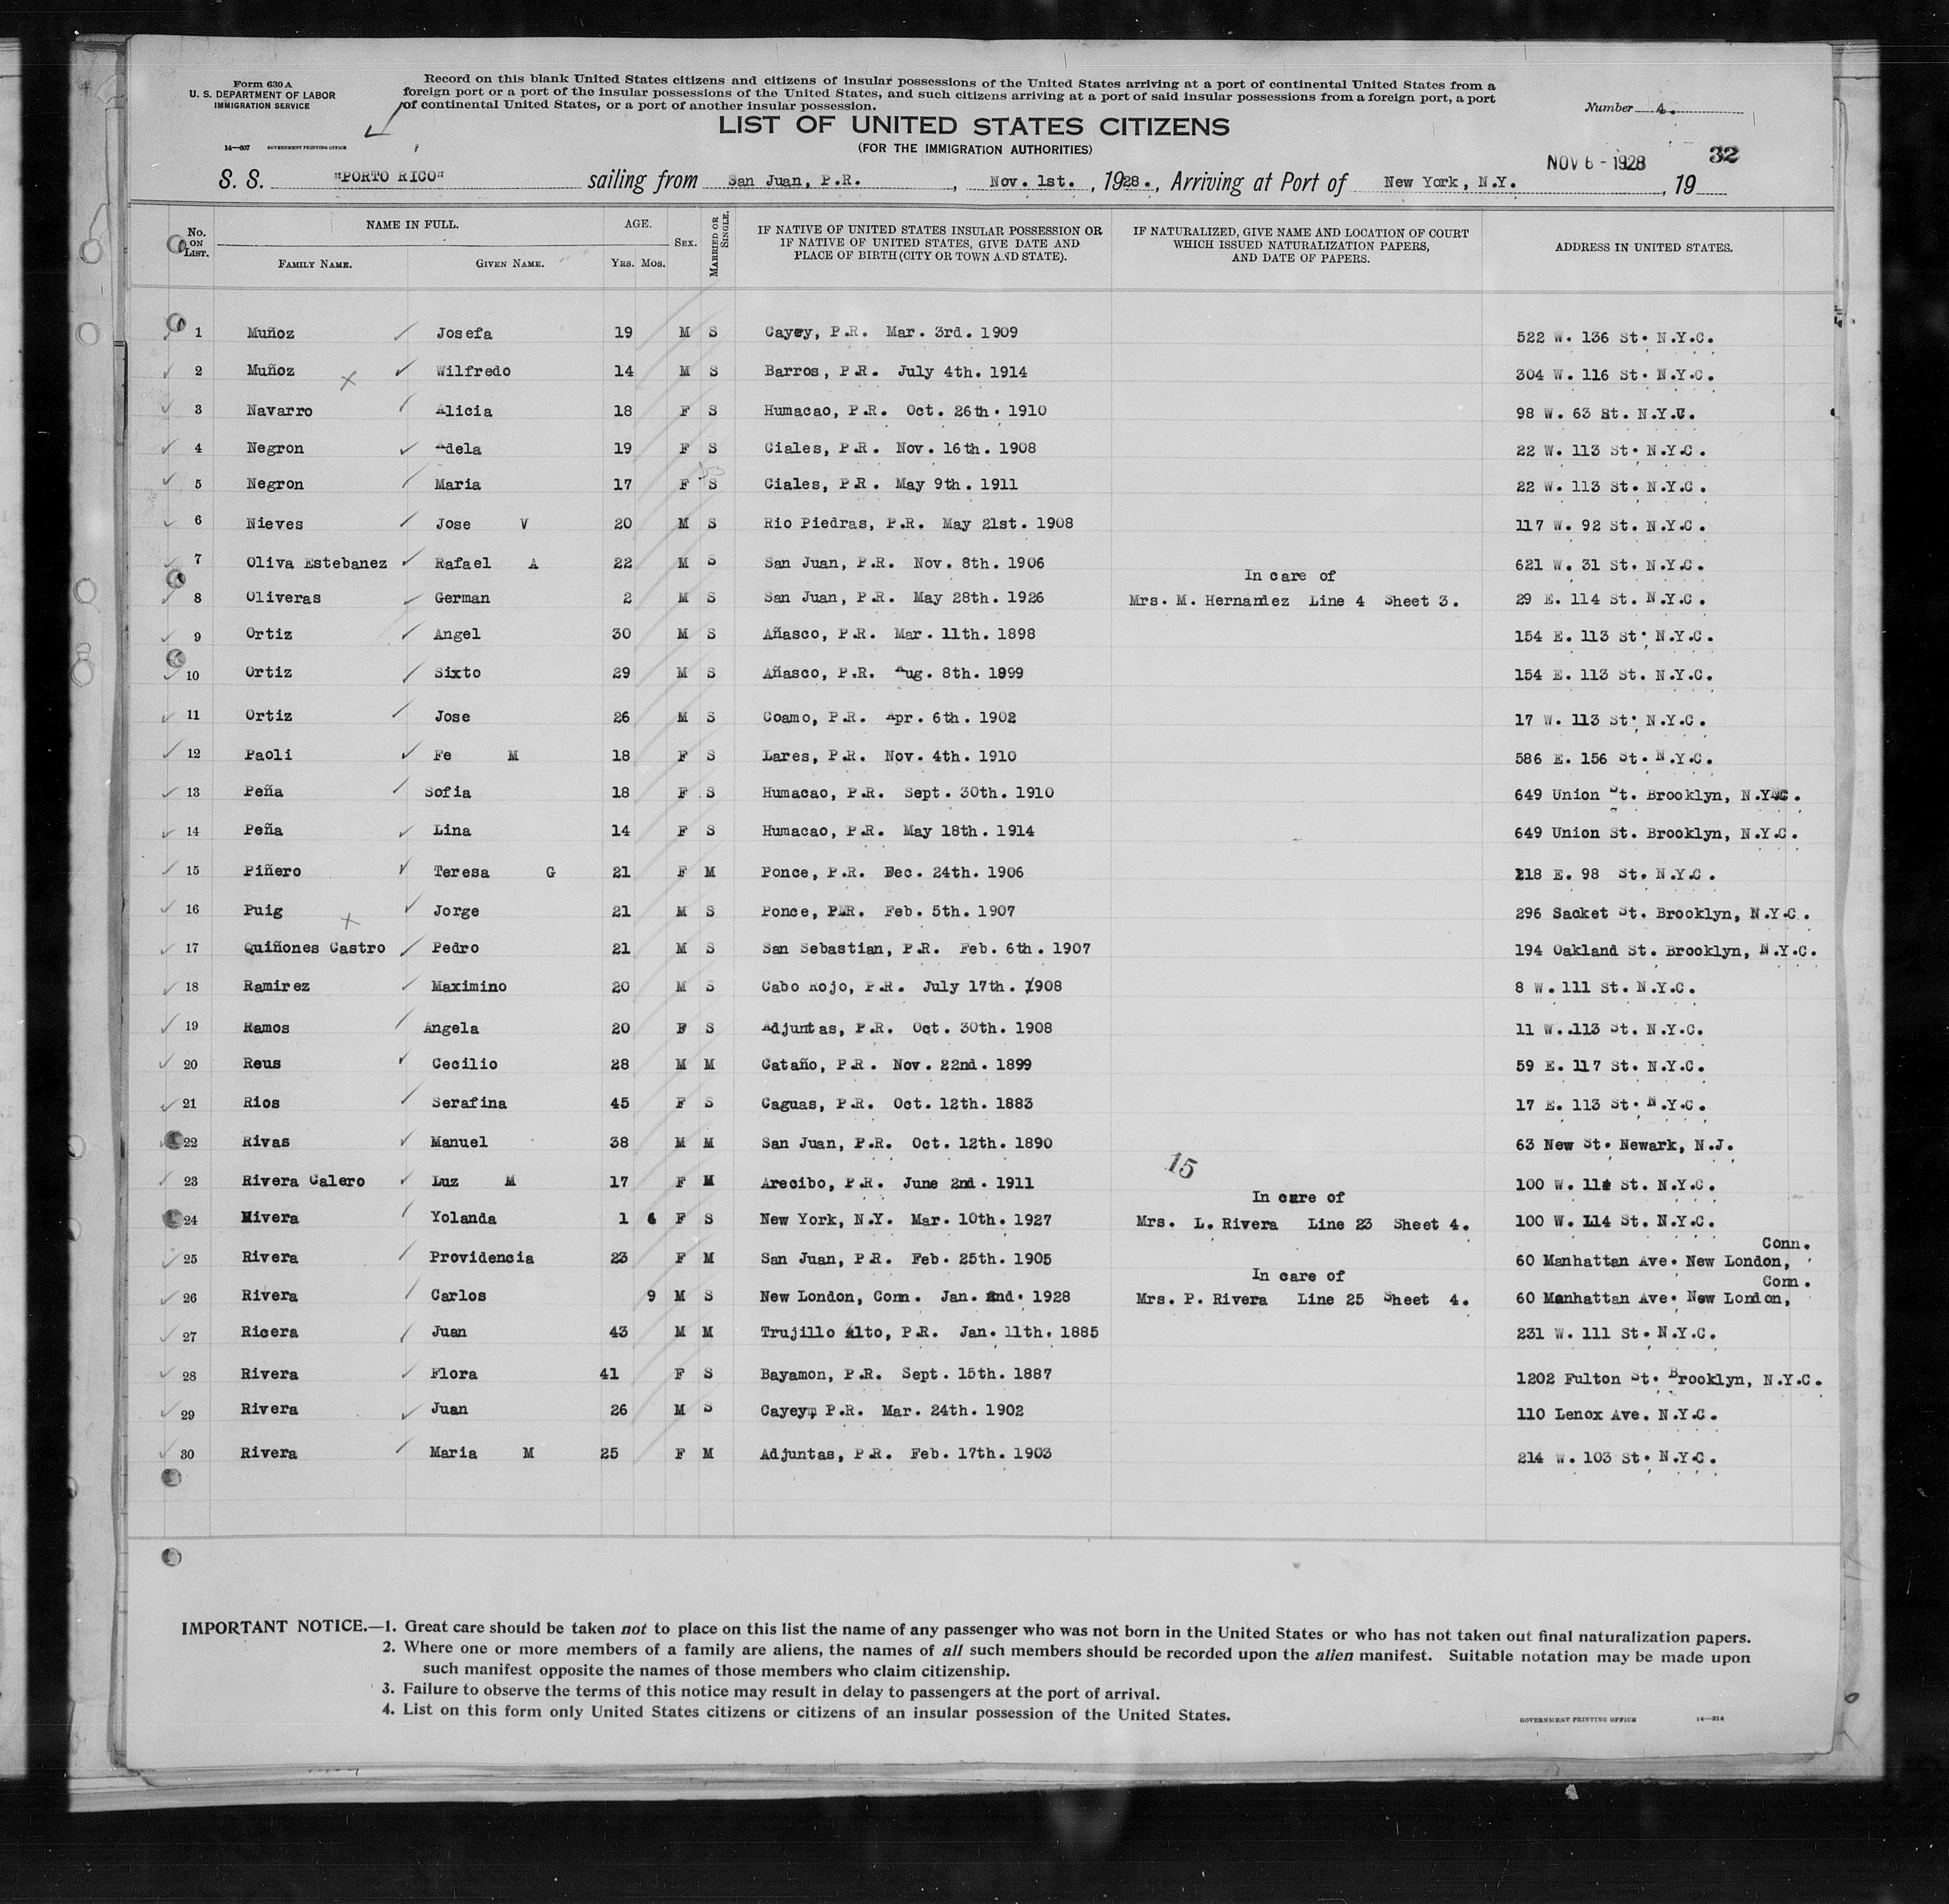 Form 630 A
U. S. DEPARTMENT OF LABOR
IMMIGRATION SERVICE
14—607 GOVERNMENT PRINTING OFFICE
Record on this blank United States citizens and citizens of insular possessions of the United States arriving at a port of continental United States from a
foreign port or a port of the insular possessions of the United States, and such citizens arriving at a port of said insular possessions from a foreign port, a port
of continental United States, or a port of another insular possession.
Number 4.
LIST OF UNITED STATES CITIZENS
(FOR THE IMMIGRATION AUTHORITIES)
NOV 6 - 1928 32
S. S. "PORTO RICO" sailing from San Juan, P.R. , Nov. 1st. , 1928., Arriving at Port of New York, N.Y. , 19
No. ON LIST. NAME IN FULL. FAMILY NAME. GIVEN NAME. AGE. YRS. MOS. SEX. MARRIED OR SINGLE. IF NATIVE OF UNITED STATES INSULAR POSSESSION OR IF NATIVE OF UNITED STATES, GIVE DATE AND PLACE OF BIRTH (CITY OR TOWN AND STATE). IF NATURALIZED, GIVE NAME AND LOCATION OF COURT WHICH ISSUED NATURALIZATION PAPERS, AND DATE OF PAPERS. ADDRESS IN UNITED STATES.
1 Muñoz Josefa 19 M S Cayey, P.R. Mar. 3rd. 1909 522 W. 136 St. N.Y.C.
2 Muñoz Wilfredo 14 M S Barros, P.R. July 4th. 1914 304 W. 116 St. N.Y.C.
3 Navarro Alicia 18 F S Humacao, P.R. Oct. 26th. 1910 98 W. 63 St. N.Y.C.
4 Negron Adela 19 F S Ciales, P.R. Nov. 16th. 1908 22 W. 113 St. N.Y.C.
5 Negron Maria 17 F S Ciales, P.R. May 9th. 1911 22 W. 113 St. N.Y.C.
6 Nieves Jose V 20 M S Rio Piedras, P.R. May 21st. 1908 117 W. 92 St. N.Y.C.
7 Oliva Estebanez Rafael A 22 M S San Juan, P.R. Nov. 8th. 1906 621 W. 31 St. N.Y.C.
In care of
8 Oliveras German 2 M S San Juan, P.R. May 28th. 1926 Mrs. M. Hernandez Line 4 Sheet 3. 29 E. 114 St. N.Y.C.
9 Ortiz Angel 30 M S Añasco, P.R. Mar. 11th. 1898 154 E. 113 St. N.Y.C.
10 Ortiz Sixto 29 M S Añasco, P.R. Aug. 8th. 1899 154 E. 113 St. N.Y.C.
11 Ortiz Jose 26 M S Coamo, P.R. Apr. 6th. 1902 17 W. 113 St. N.Y.C.
12 Paoli Fe M 18 F S Lares, P.R. Nov. 4th. 1910 586 E. 156 St. N.Y.C.
13 Peña Sofia 18 F S Humacao, P.R. Sept. 30th. 1910 649 Union St. Brooklyn, N.Y.C.
14 Peña Lina 14 F S Humacao, P.R. May 18th. 1914 649 Union St. Brooklyn, N.Y.C.
15 Piñero Teresa G 21 F M Ponce, P.R. Dec. 24th. 1906 218 E. 98 St. N.Y.C.
16 Puig Jorge 21 M S Ponce, P.R. Feb. 5th. 1907 296 Sacket St. Brooklyn, N.Y.C.
17 Quiñones Castro Pedro 21 M S San Sebastian, P.R. Feb. 6th. 1907 194 Oakland St. Brooklyn, N.Y.C.
18 Ramirez Maximino 20 M S Cabo Rojo, P.R. July 17th. 1908 8 W. 111 St. N.Y.C.
19 Ramos Angela 20 F S Adjuntas, P.R. Oct. 30th. 1908 11 W. 113 St. N.Y.C.
20 Reus Cecilio 28 M M Cataño, P.R. Nov. 22nd. 1899 59 E. 117 St. N.Y.C.
21 Rios Serafina 45 F S Caguas, P.R. Oct. 12th. 1883 17 E. 113 St. N.Y.C.
22 Rivas Manuel 38 M M San Juan, P.R. Oct. 12th. 1890 63 New St. Newark, N.J.
15
23 Rivera Calero Luz M 17 F M Arecibo, P.R. June 2nd. 1911 100 W. 114 St. N.Y.C.
In care of
24 Rivera Yolanda 1 6 F S New York, N.Y. Mar. 10th. 1927 Mrs. L. Rivera Line 23 Sheet 4. 100 W. 114 St. N.Y.C.
Conn.
25 Rivera Providencia 23 F M San Juan, P.R. Feb. 25th. 1905 60 Manhattan Ave. New London,
In care of Conn.
26 Rivera Carlos 9 M S New London, Conn. Jan. 2nd. 1928 Mrs. P. Rivera Line 25 Sheet 4. 60 Manhattan Ave. New London,
27 Ricera Juan 43 M M Trujillo Alto, P.R. Jan. 11th. 1885 231 W. 111 St. N.Y.C.
28 Rivera Flora 41 F S Bayamon, P.R. Sept. 15th. 1887 1202 Fulton St. Brooklyn, N.Y.C.
29 Rivera Juan 26 M S Cayey, P.R. Mar. 24th. 1902 110 Lenox Ave. N.Y.C.
30 Rivera Maria M 25 F M Adjuntas, P.R. Feb. 17th. 1903 214 W. 103 St. N.Y.C.
IMPORTANT NOTICE.—1. Great care should be taken not to place on this list the name of any passenger who was not born in the United States or who has not taken out final naturalization papers.
2. Where one or more members of a family are aliens, the names of all such members should be recorded upon the alien manifest. Suitable notation may be made upon
such manifest opposite the names of those members who claim citizenship.
3. Failure to observe the terms of this notice may result in delay to passengers at the port of arrival.
4. List on this form only United States citizens or citizens of an insular possession of the United States.
GOVERNMENT PRINTING OFFICE 14—214